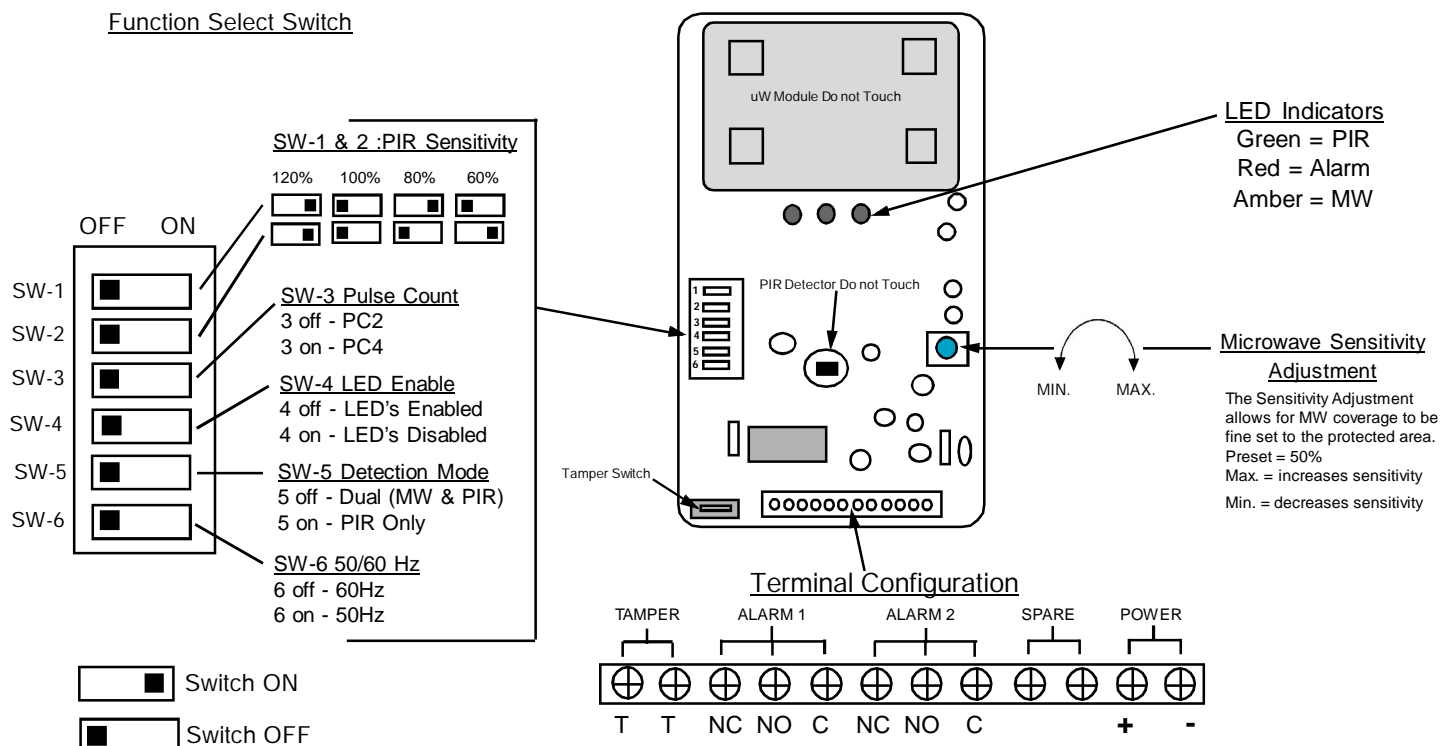 Function Select Switch
SW-1 & 2 :PIR Sensitivity
120% 100% 80% 60%
OFF ON
SW-1
SW-2
SW-3
SW-4
SW-5
SW-6
SW-3 Pulse Count
3 off - PC2
3 on - PC4
SW-4 LED Enable
4 off - LED's Enabled
4 on - LED's Disabled
SW-5 Detection Mode
5 off - Dual (MW & PIR)
5 on - PIR Only
SW-6 50/60 Hz
6 off - 60Hz
6 on - 50Hz
Switch ON
Switch OFF
uW Module Do not Touch
LED Indicators
Green = PIR
Red = Alarm
Amber = MW
1
2
3
4
5
6
PIR Detector Do not Touch
Tamper Switch
MIN. MAX.
Microwave Sensitivity
Adjustment
The Sensitivity Adjustment
allows for MW coverage to be
fine set to the protected area.
Preset = 50%
Max. = increases sensitivity
Min. = decreases sensitivity
Terminal Configuration
TAMPER ALARM 1 ALARM 2 SPARE POWER
T T NC NO C NC NO C + -